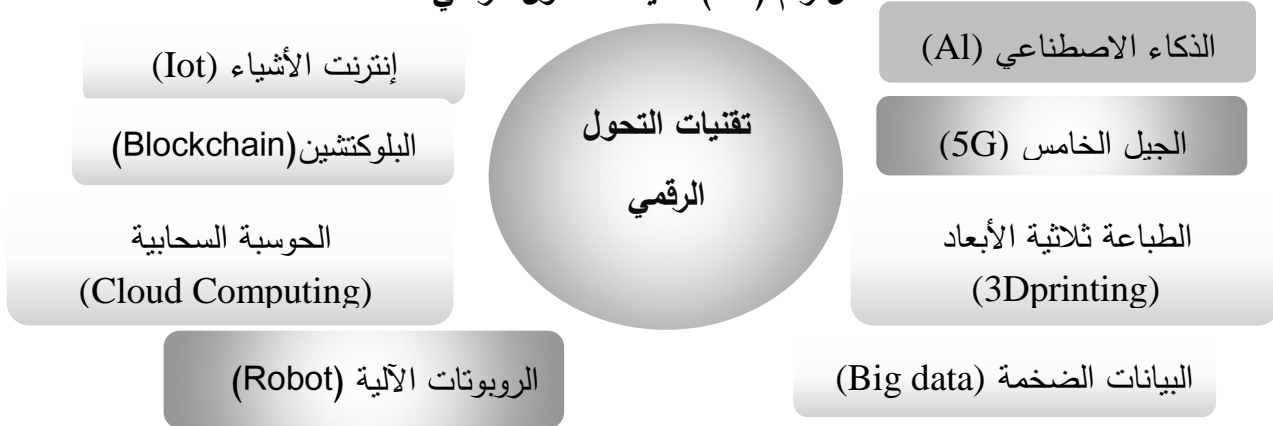 الذكاء الاصطناعي (Al)
الجيل الخامس (5G)
الطباعة ثلاثية الأبعاد
(3Dprinting)
البيانات الضخمة (Big data)
تقنيات التحول
الرقمي
إنترنت الأشياء (Iot)
البلوكتشين(Blockchain)
الحوسبة السحابية
(Cloud Computing)
الروبوتات الآلية (Robot)